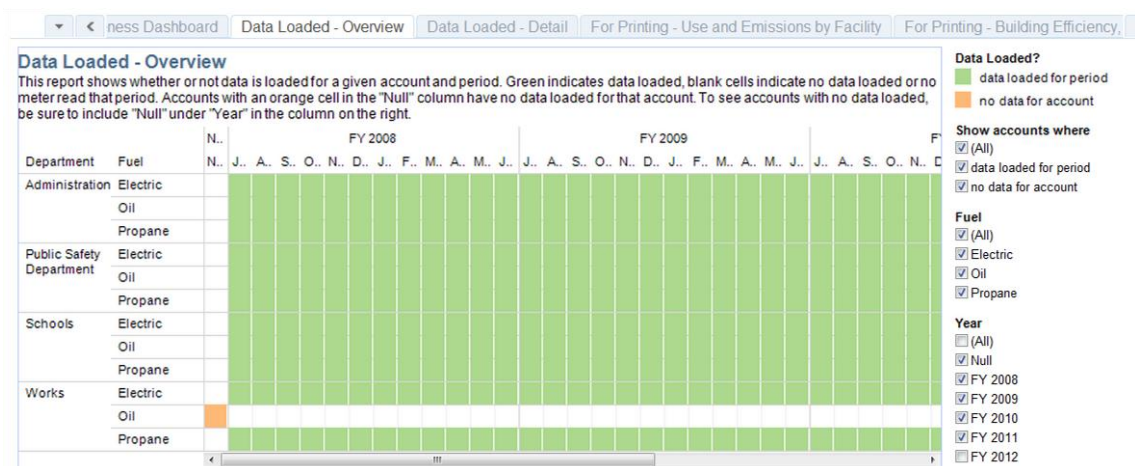 ness Dashboard Data Loaded - Overview Data Loaded - Detail For Printing - Use and Emissions by Facility For Printing - Building Efficiency,
Data Loaded - Overview
This report shows whether or not data is loaded for a given account and period. Green indicates data loaded, blank cells indicate no data loaded or no
meter read that period. Accounts with an orange cell in the "Null" column have no data loaded for that account. To see accounts with no data loaded,
be sure to include "Null" under "Year" in the column on the right.
N.. FY 2008 FY 2009 F
Department Fuel N.. J.. A.. S.. O.. N.. D.. J.. F.. M.. A.. M.. J.. J.. A.. S.. O.. N.. D.. J.. F.. M.. A.. M.. J.. J.. A.. S.. O.. N.. D
Administration Electric
Oil
Propane
Public Safety Department Electric
Oil
Propane
Schools Electric
Oil
Propane
Works Electric
Oil
Propane
Data Loaded?
data loaded for period
no data for account
Show accounts where
(All)
data loaded for period
no data for account
Fuel
(All)
Electric
Oil
Propane
Year
(All)
Null
FY 2008
FY 2009
FY 2010
FY 2011
FY 2012